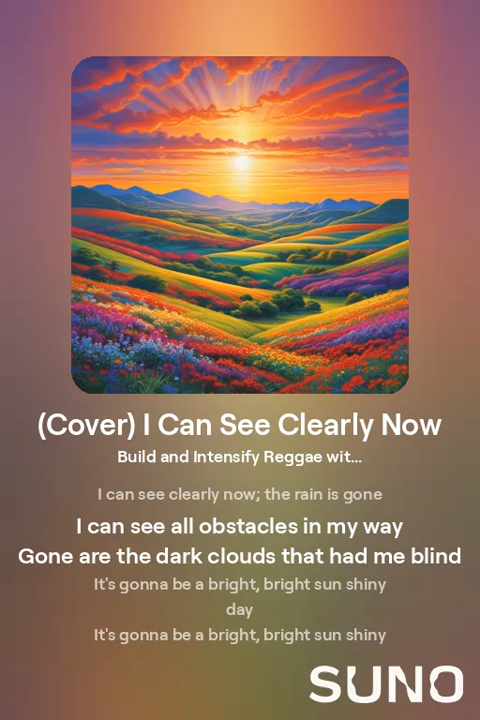 (Cover) I Can See Clearly Now
Build and Intensify Reggae wit...
I can see clearly now; the rain is gone
I can see all obstacles in my way
Gone are the dark clouds that had me blind
It's gonna be a bright, bright sun shiny
day
It's gonna be a bright, bright sun shiny
SUNO